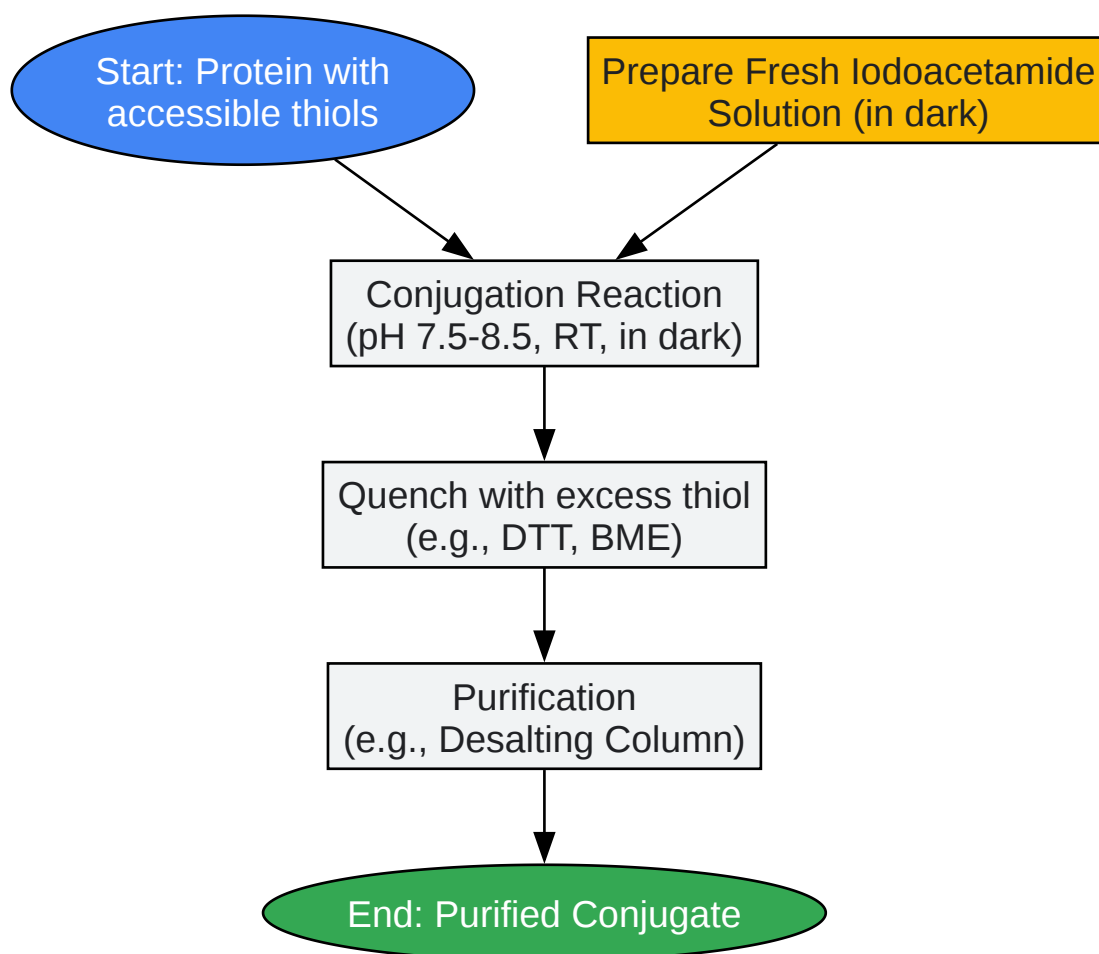 Start: Protein with
accessible thiols
Prepare Fresh Iodoacetamide
Solution (in dark)
Conjugation Reaction
(pH 7.5-8.5, RT, in dark)
Quench with excess thiol
(e.g., DTT, BME)
Purification
(e.g., Desalting Column)
End: Purified Conjugate